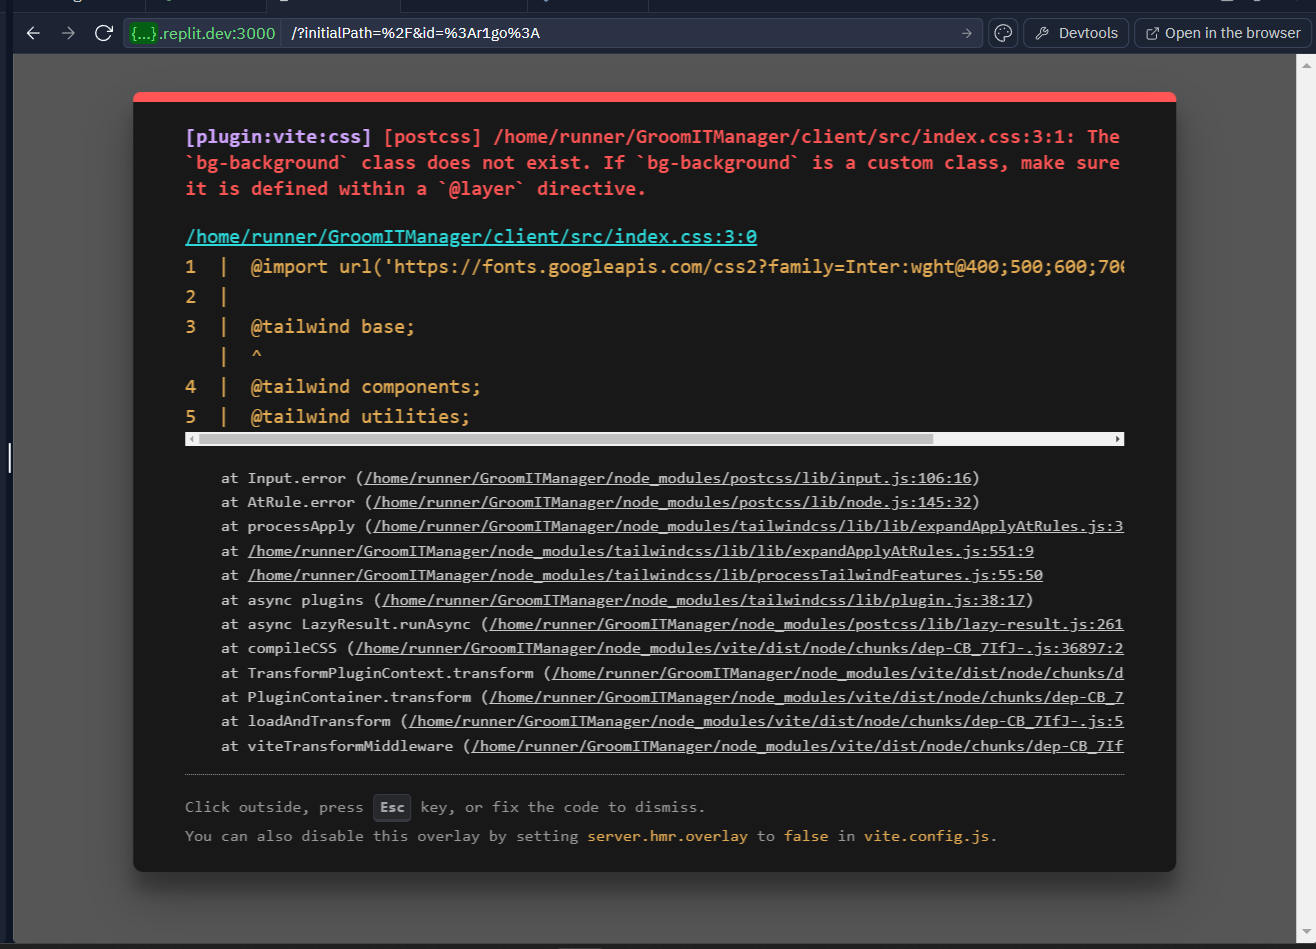 {...}.replit.dev:3000 /?initialPath=%2F&id=%3Ar1go%3A Devtools Open in the browser
[plugin:vite:css] [postcss] /home/runner/GroomITManager/client/src/index.css:3:1: The
`bg-background` class does not exist. If `bg-background` is a custom class, make sure
it is defined within a `@layer` directive.
/home/runner/GroomITManager/client/src/index.css:3:0
1 | @import url('https://fonts.googleapis.com/css2?family=Inter:wght@400;500;600;700
2 |
3 | @tailwind base;
| ^
4 | @tailwind components;
5 | @tailwind utilities;
at Input.error (/home/runner/GroomITManager/node_modules/postcss/lib/input.js:106:16)
at AtRule.error (/home/runner/GroomITManager/node_modules/postcss/lib/node.js:145:32)
at processApply (/home/runner/GroomITManager/node_modules/tailwindcss/lib/lib/expandApplyAtRules.js:3
at /home/runner/GroomITManager/node_modules/tailwindcss/lib/lib/expandApplyAtRules.js:551:9
at /home/runner/GroomITManager/node_modules/tailwindcss/lib/processTailwindFeatures.js:55:50
at async plugins (/home/runner/GroomITManager/node_modules/tailwindcss/lib/plugin.js:38:17)
at async LazyResult.runAsync (/home/runner/GroomITManager/node_modules/postcss/lib/lazy-result.js:261
at compileCSS (/home/runner/GroomITManager/node_modules/vite/dist/node/chunks/dep-CB_7IfJ-.js:36897:2
at TransformPluginContext.transform (/home/runner/GroomITManager/node_modules/vite/dist/node/chunks/d
at PluginContainer.transform (/home/runner/GroomITManager/node_modules/vite/dist/node/chunks/dep-CB_7
at loadAndTransform (/home/runner/GroomITManager/node_modules/vite/dist/node/chunks/dep-CB_7IfJ-.js:5
at viteTransformMiddleware (/home/runner/GroomITManager/node_modules/vite/dist/node/chunks/dep-CB_7If
Click outside, press Esc key, or fix the code to dismiss.
You can also disable this overlay by setting server.hmr.overlay to false in vite.config.js.